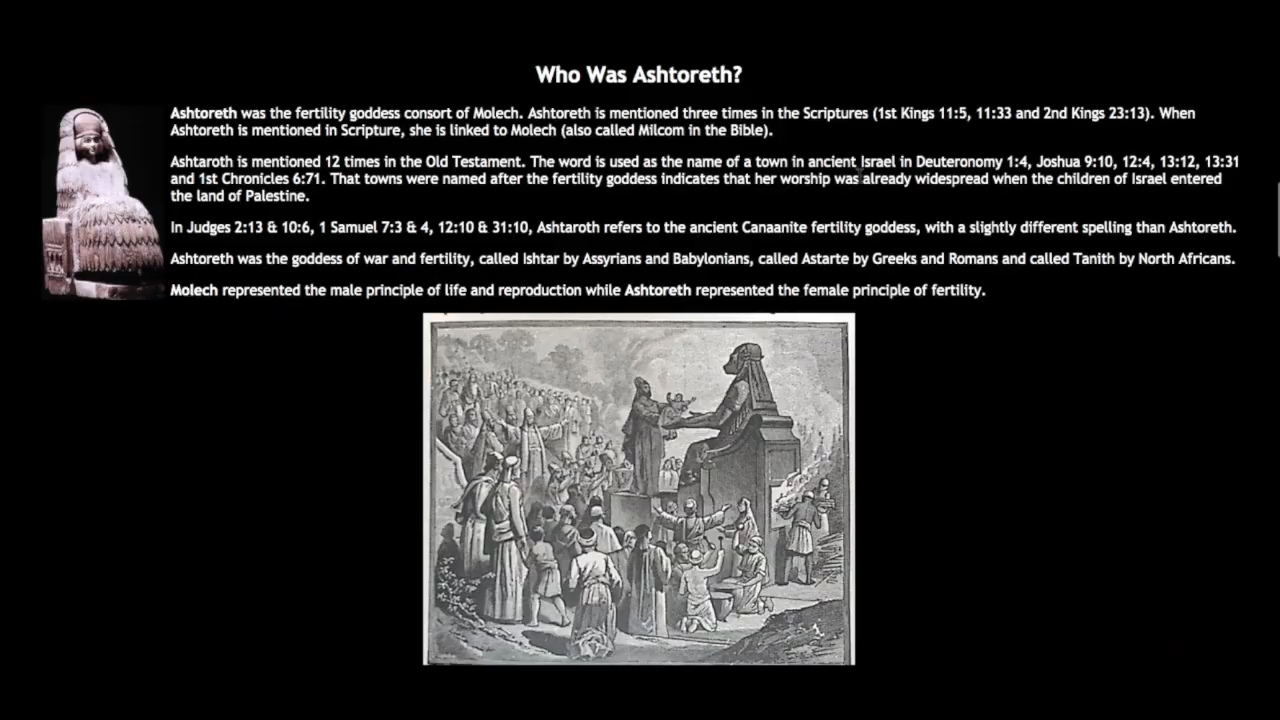 Who Was Ashtoreth?
Ashtoreth was the fertility goddess consort of Molech. Ashtoreth is mentioned three times in the Scriptures (1st Kings 11:5, 11:33 and 2nd Kings 23:13). When
Ashtoreth is mentioned in Scripture, she is linked to Molech (also called Milcom in the Bible).
Ashtaroth is mentioned 12 times in the Old Testament. The word is used as the name of a town in ancient Israel in Deuteronomy 1:4, Joshua 9:10, 12:4, 13:12, 13:31
and 1st Chronicles 6:71. That towns were named after the fertility goddess indicates that her worship was already widespread when the children of Israel entered
the land of Palestine.
In Judges 2:13 & 10:6, 1 Samuel 7:3 & 4, 12:10 & 31:10, Ashtaroth refers to the ancient Canaanite fertility goddess, with a slightly different spelling than Ashtoreth.
Ashtoreth was the goddess of war and fertility, called Ishtar by Assyrians and Babylonians, called Astarte by Greeks and Romans and called Tanith by North Africans.
Molech represented the male principle of life and reproduction while Ashtoreth represented the female principle of fertility.